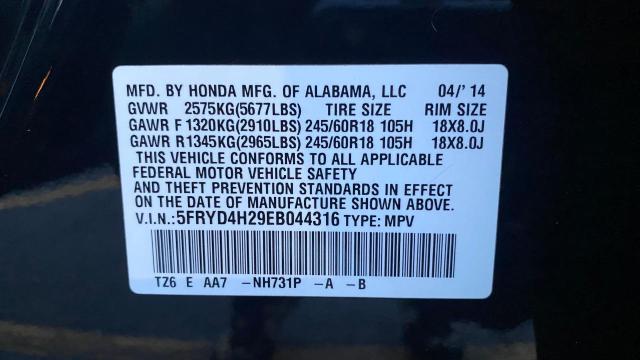 MFD. BY HONDA MFG. OF ALABAMA, LLC 04/'14
GVWR 2575KG(5677LBS) TIRE SIZE RIM SIZE
GAWR F1320KG(2910LBS) 245/60R18 105H 18X8.0J
GAWR R1345KG(2965LBS) 245/60R18 105H 18X8.0J
THIS VEHICLE CONFORMS TO ALL APPLICABLE
FEDERAL MOTOR VEHICLE SAFETY
AND THEFT PREVENTION STANDARDS IN EFFECT
ON THE DATE OF MANUFACTURE SHOWN ABOVE.
V.I.N.:5FRYD4H29EB044316 TYPE: MPV
TZ6 E AA7 -NH731P -A -B